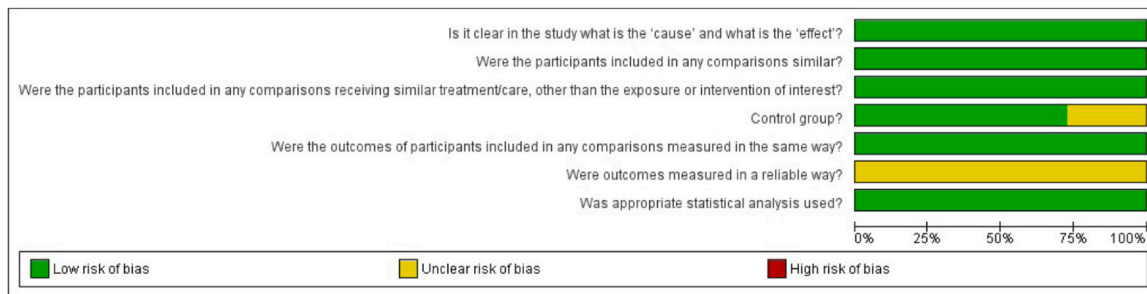 Is it clear in the study what is the ‘cause’ and what is the ‘effect’?
Were the participants included in any comparisons similar?
Were the participants included in any comparisons receiving similar treatment/care, other than the exposure or intervention of interest?
Control group?
Were the outcomes of participants included in any comparisons measured in the same way?
Were outcomes measured in a reliable way?
Was appropriate statistical analysis used?
0% 25% 50% 75% 100%
Low risk of bias Unclear risk of bias High risk of bias